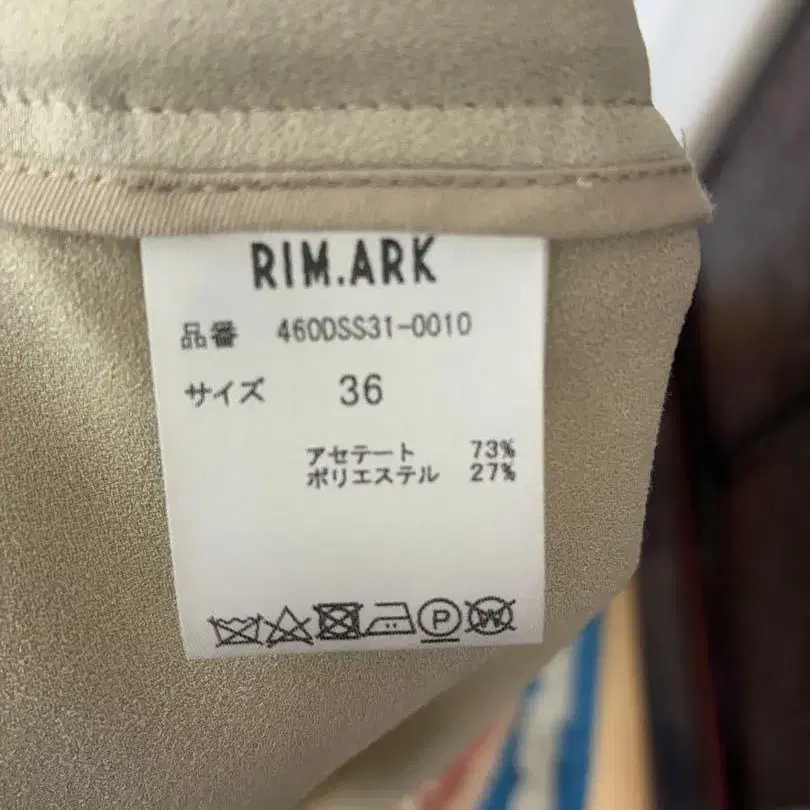 RIM.ARK
品番 460DSS31-0010
サイズ 36
アセテート 73%
ポリエステル 27%
P W